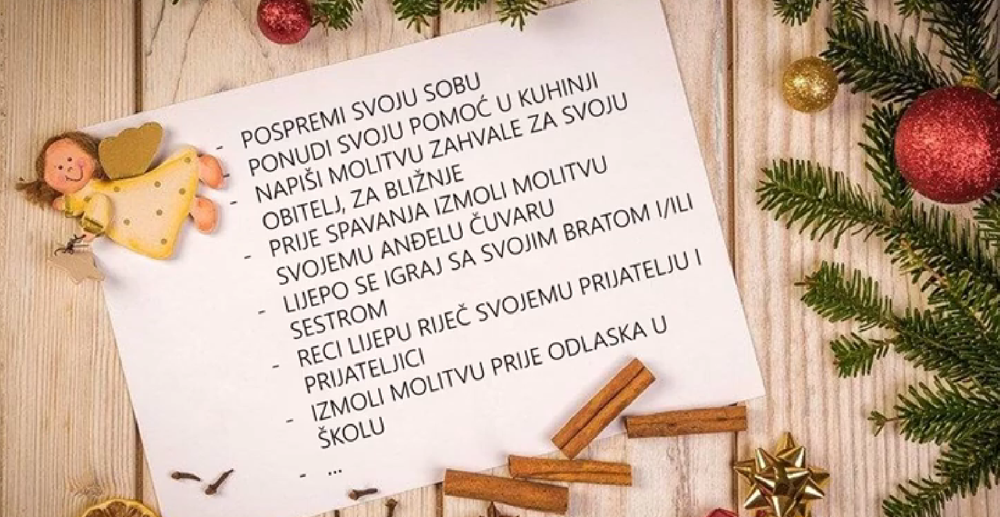 - POSPREMI SVOJU SOBU
- PONUDI SVOJU POMOĆ U KUHINJI
- NAPIŠI MOLITVU ZAHVALE ZA SVOJU
OBITELJ, ZA BLIŽNJE
- PRIJE SPAVANJA IZMOLI MOLITVU
SVOJEMU ANĐELU ČUVARU
- LIJEPO SE IGRAJ SA SVOJIM BRATOM I/ILI
SESTROM
- RECI LIJEPU RIJEČ SVOJEMU PRIJATELJU I
PRIJATELJICI
- IZMOLI MOLITVU PRIJE ODLASKA U
ŠKOLU
- ...